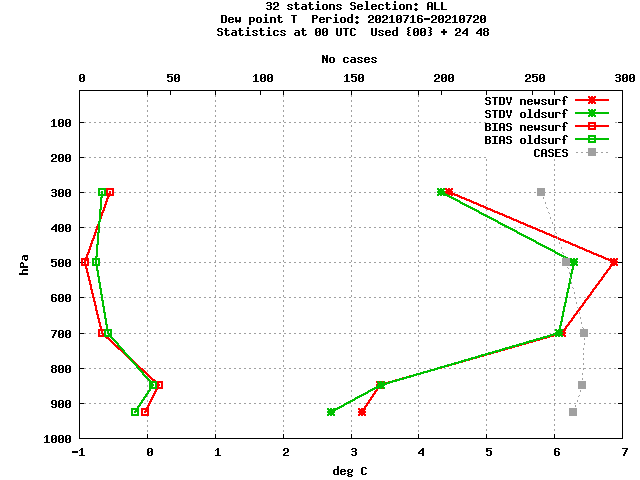 32 stations Selection: ALL
Dew point T  Period: 20210716-20210720
Statistics at 00 UTC  Used {00} + 24 48
No cases
0 50 100 150 200 250 300
STDV newsurf
STDV oldsurf
BIAS newsurf
BIAS oldsurf
CASES
100
200
300
400
500
600
700
800
900
1000
hPa
-1 0 1 2 3 4 5 6 7
deg C